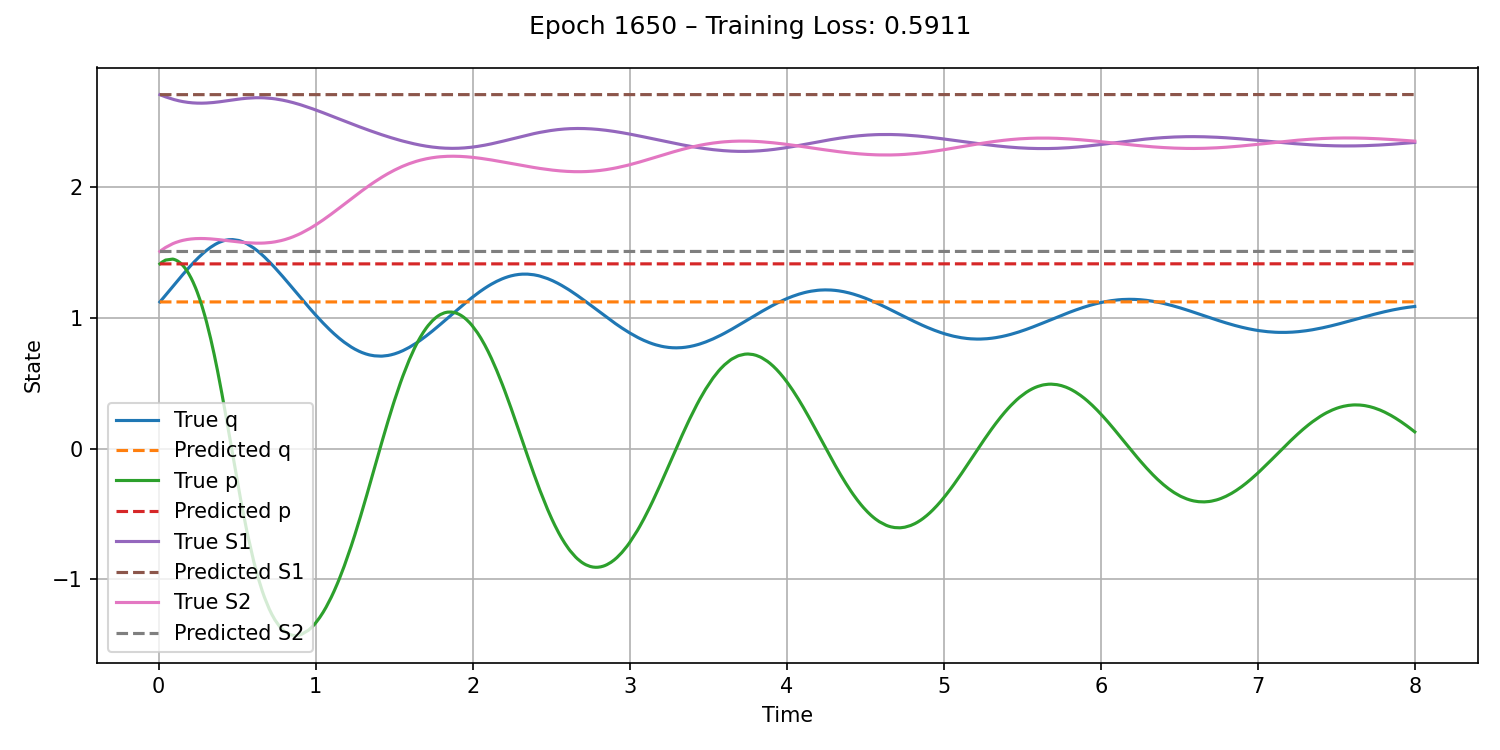 Epoch 1650 – Training Loss: 0.5911
State
2
1
0
−1
True q
Predicted q
True p
Predicted p
True S1
Predicted S1
True S2
Predicted S2
0 1 2 3 4 5 6 7 8
Time